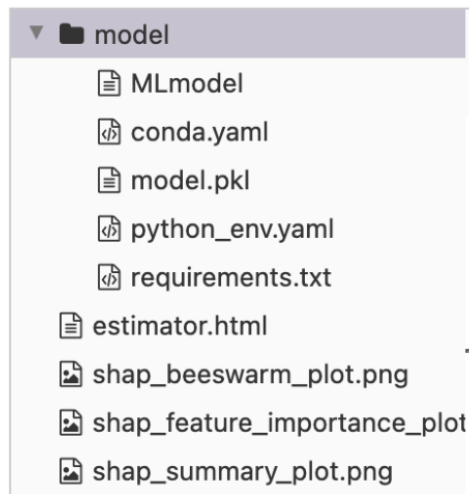 model
MLmodel
conda.yaml
model.pkl
python_env.yaml
requirements.txt
estimator.html
shap_beeswarm_plot.png
shap_feature_importance_plot
shap_summary_plot.png